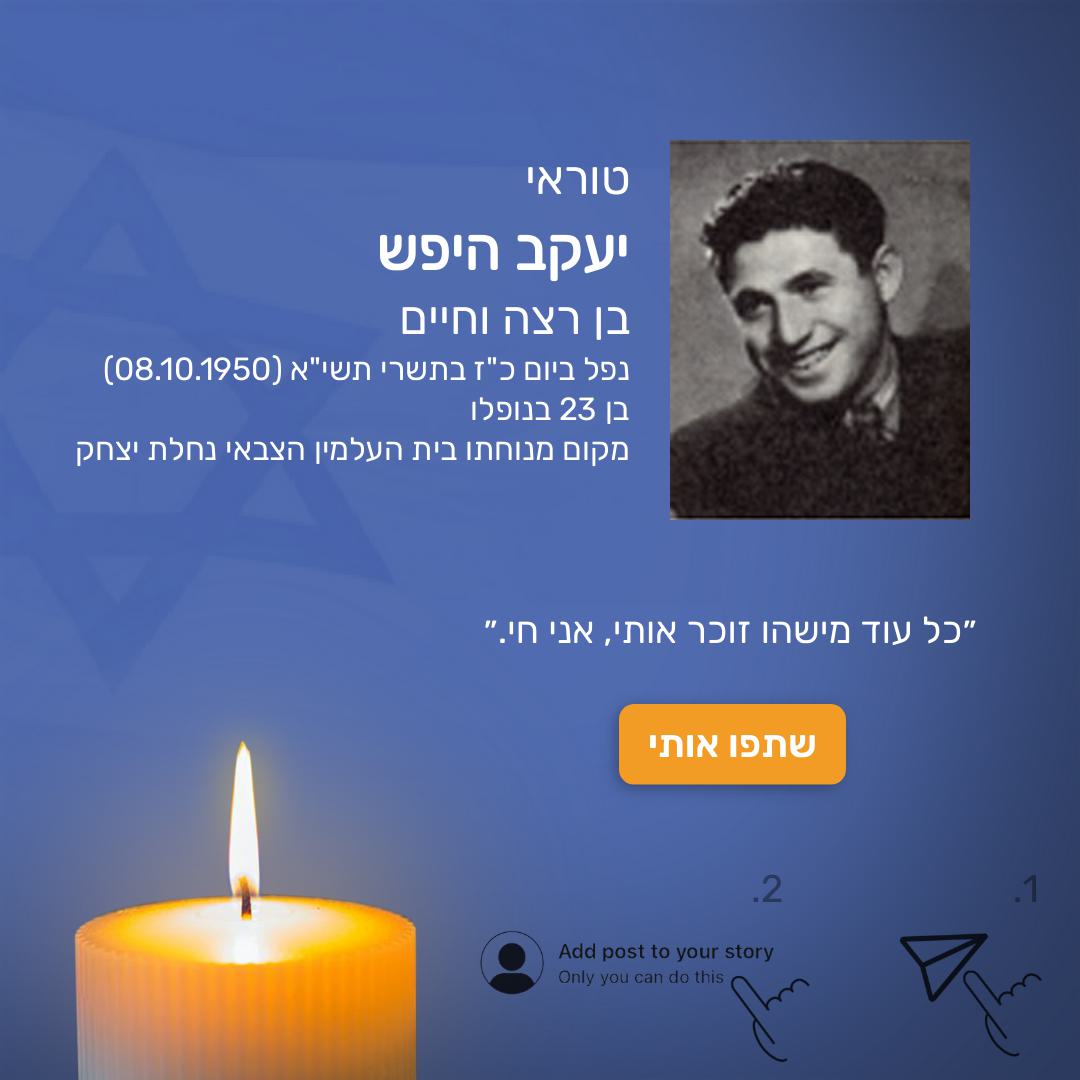 טוראי
יעקב היפש
בן רצה וחיים
נפל ביום כ"ז בתשרי תשי"א (08.10.1950)
בן 23 בנופלו
מקום מנוחתו בית העלמין הצבאי נחלת יצחק
״כל עוד מישהו זוכר אותי, אני חי.״
שתפו אותי
1.
2.
Add post to your story
Only you can do this